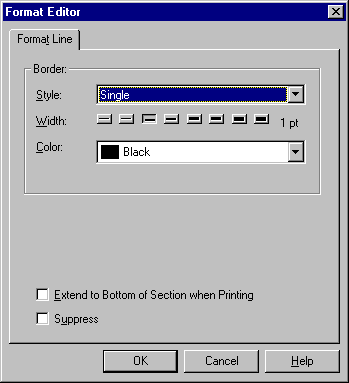 Format Editor
Format Line
Border:
Style: Single
Width: 1 pt
Color: Black
Extend to Bottom of Section when Printing
Suppress
OK Cancel Help